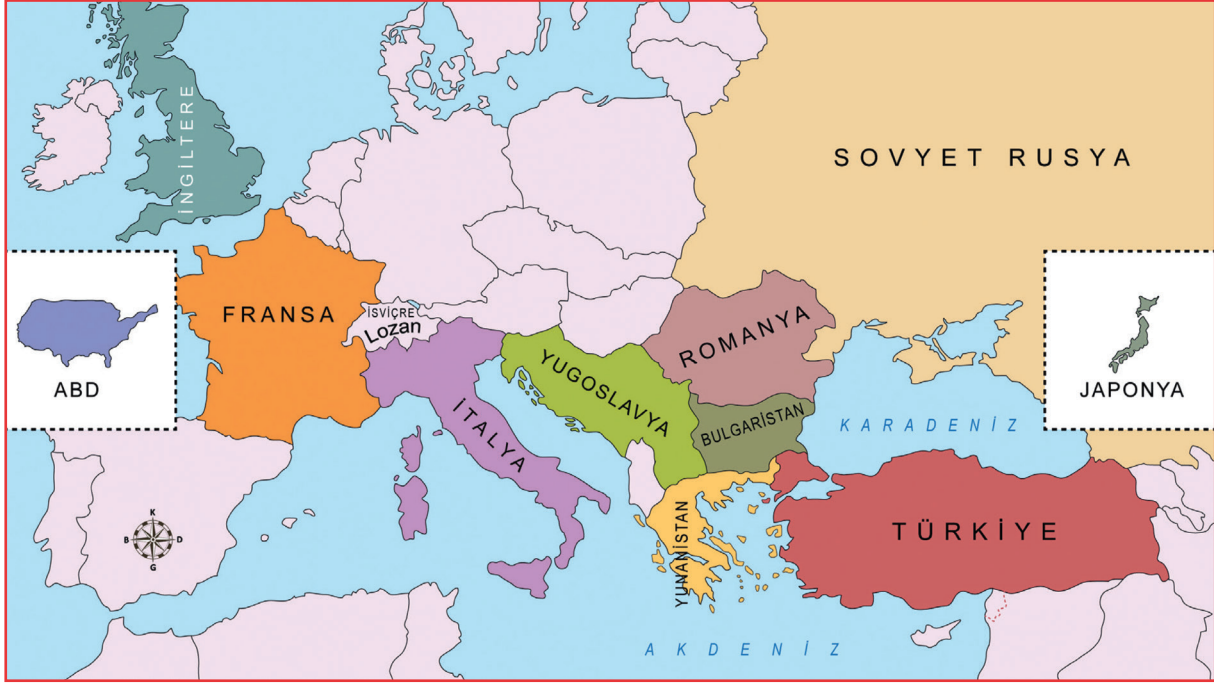 İNGİLTERE
SOVYET RUSYA
FRANSA
İSVİÇRE
Lozan
ABD
JAPONYA
ROMANYA
YUGOSLAVYA
İTALYA
BULGARİSTAN
KARADENİZ
YUNANİSTAN
TÜRKİYE
K
B D
G
AKDENİZ